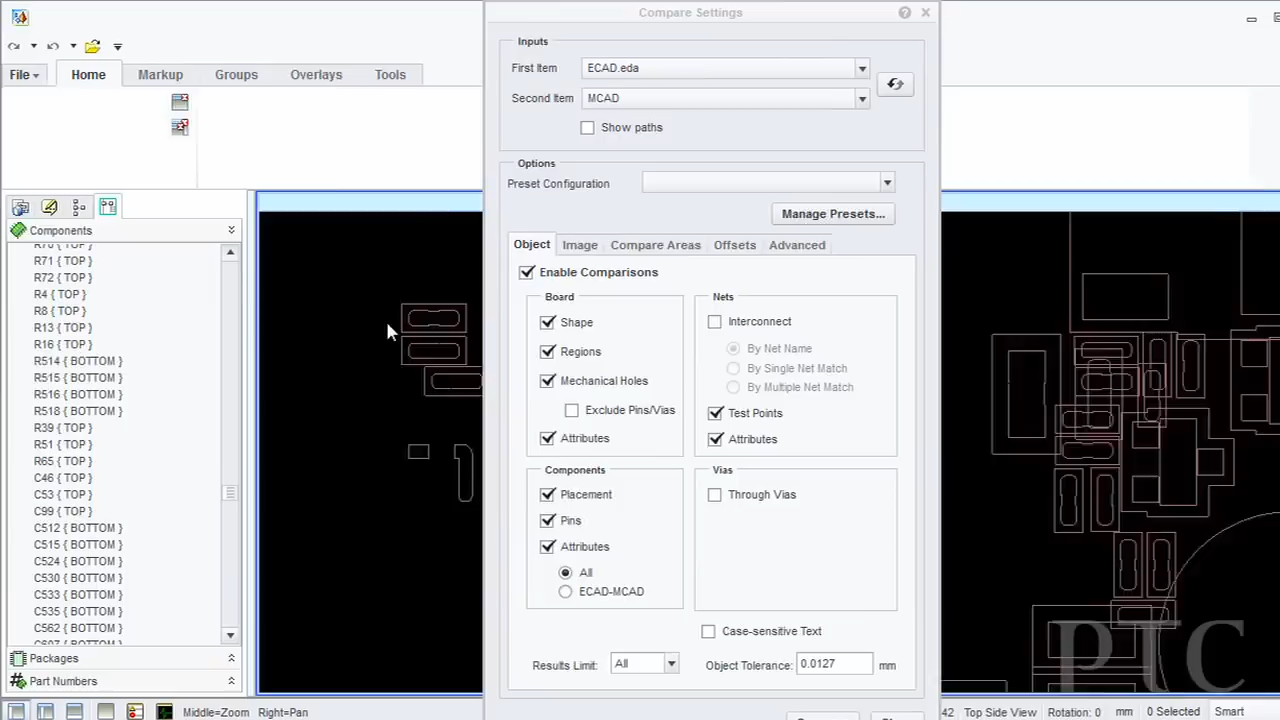 Compare Settings
File Home Markup Groups Overlays Tools
Inputs
First Item ECAD.eda
Second Item MCAD
Show paths
Options
Preset Configuration
Manage Presets...
Object Image Compare Areas Offsets Advanced
Enable Comparisons
Board
Shape
Regions
Mechanical Holes
Exclude Pins/Vias
Attributes
Nets
Interconnect
By Net Name
By Single Net Match
By Multiple Net Match
Test Points
Attributes
Components
Placement
Pins
Attributes
All
ECAD-MCAD
Vias
Through Vias
Case-sensitive Text
Results Limit: All Object Tolerance: 0.0127 mm
Components
R70 { TOP }
R71 { TOP }
R72 { TOP }
R4 { TOP }
R8 { TOP }
R13 { TOP }
R16 { TOP }
R514 { BOTTOM }
R515 { BOTTOM }
R516 { BOTTOM }
R518 { BOTTOM }
R39 { TOP }
R51 { TOP }
R65 { TOP }
C46 { TOP }
C53 { TOP }
C99 { TOP }
C512 { BOTTOM }
C515 { BOTTOM }
C524 { BOTTOM }
C530 { BOTTOM }
C533 { BOTTOM }
C535 { BOTTOM }
C562 { BOTTOM }
Packages
Part Numbers
PTC
Middle=Zoom Right=Pan
42 Top Side View Rotation: 0 mm 0 Selected Smart